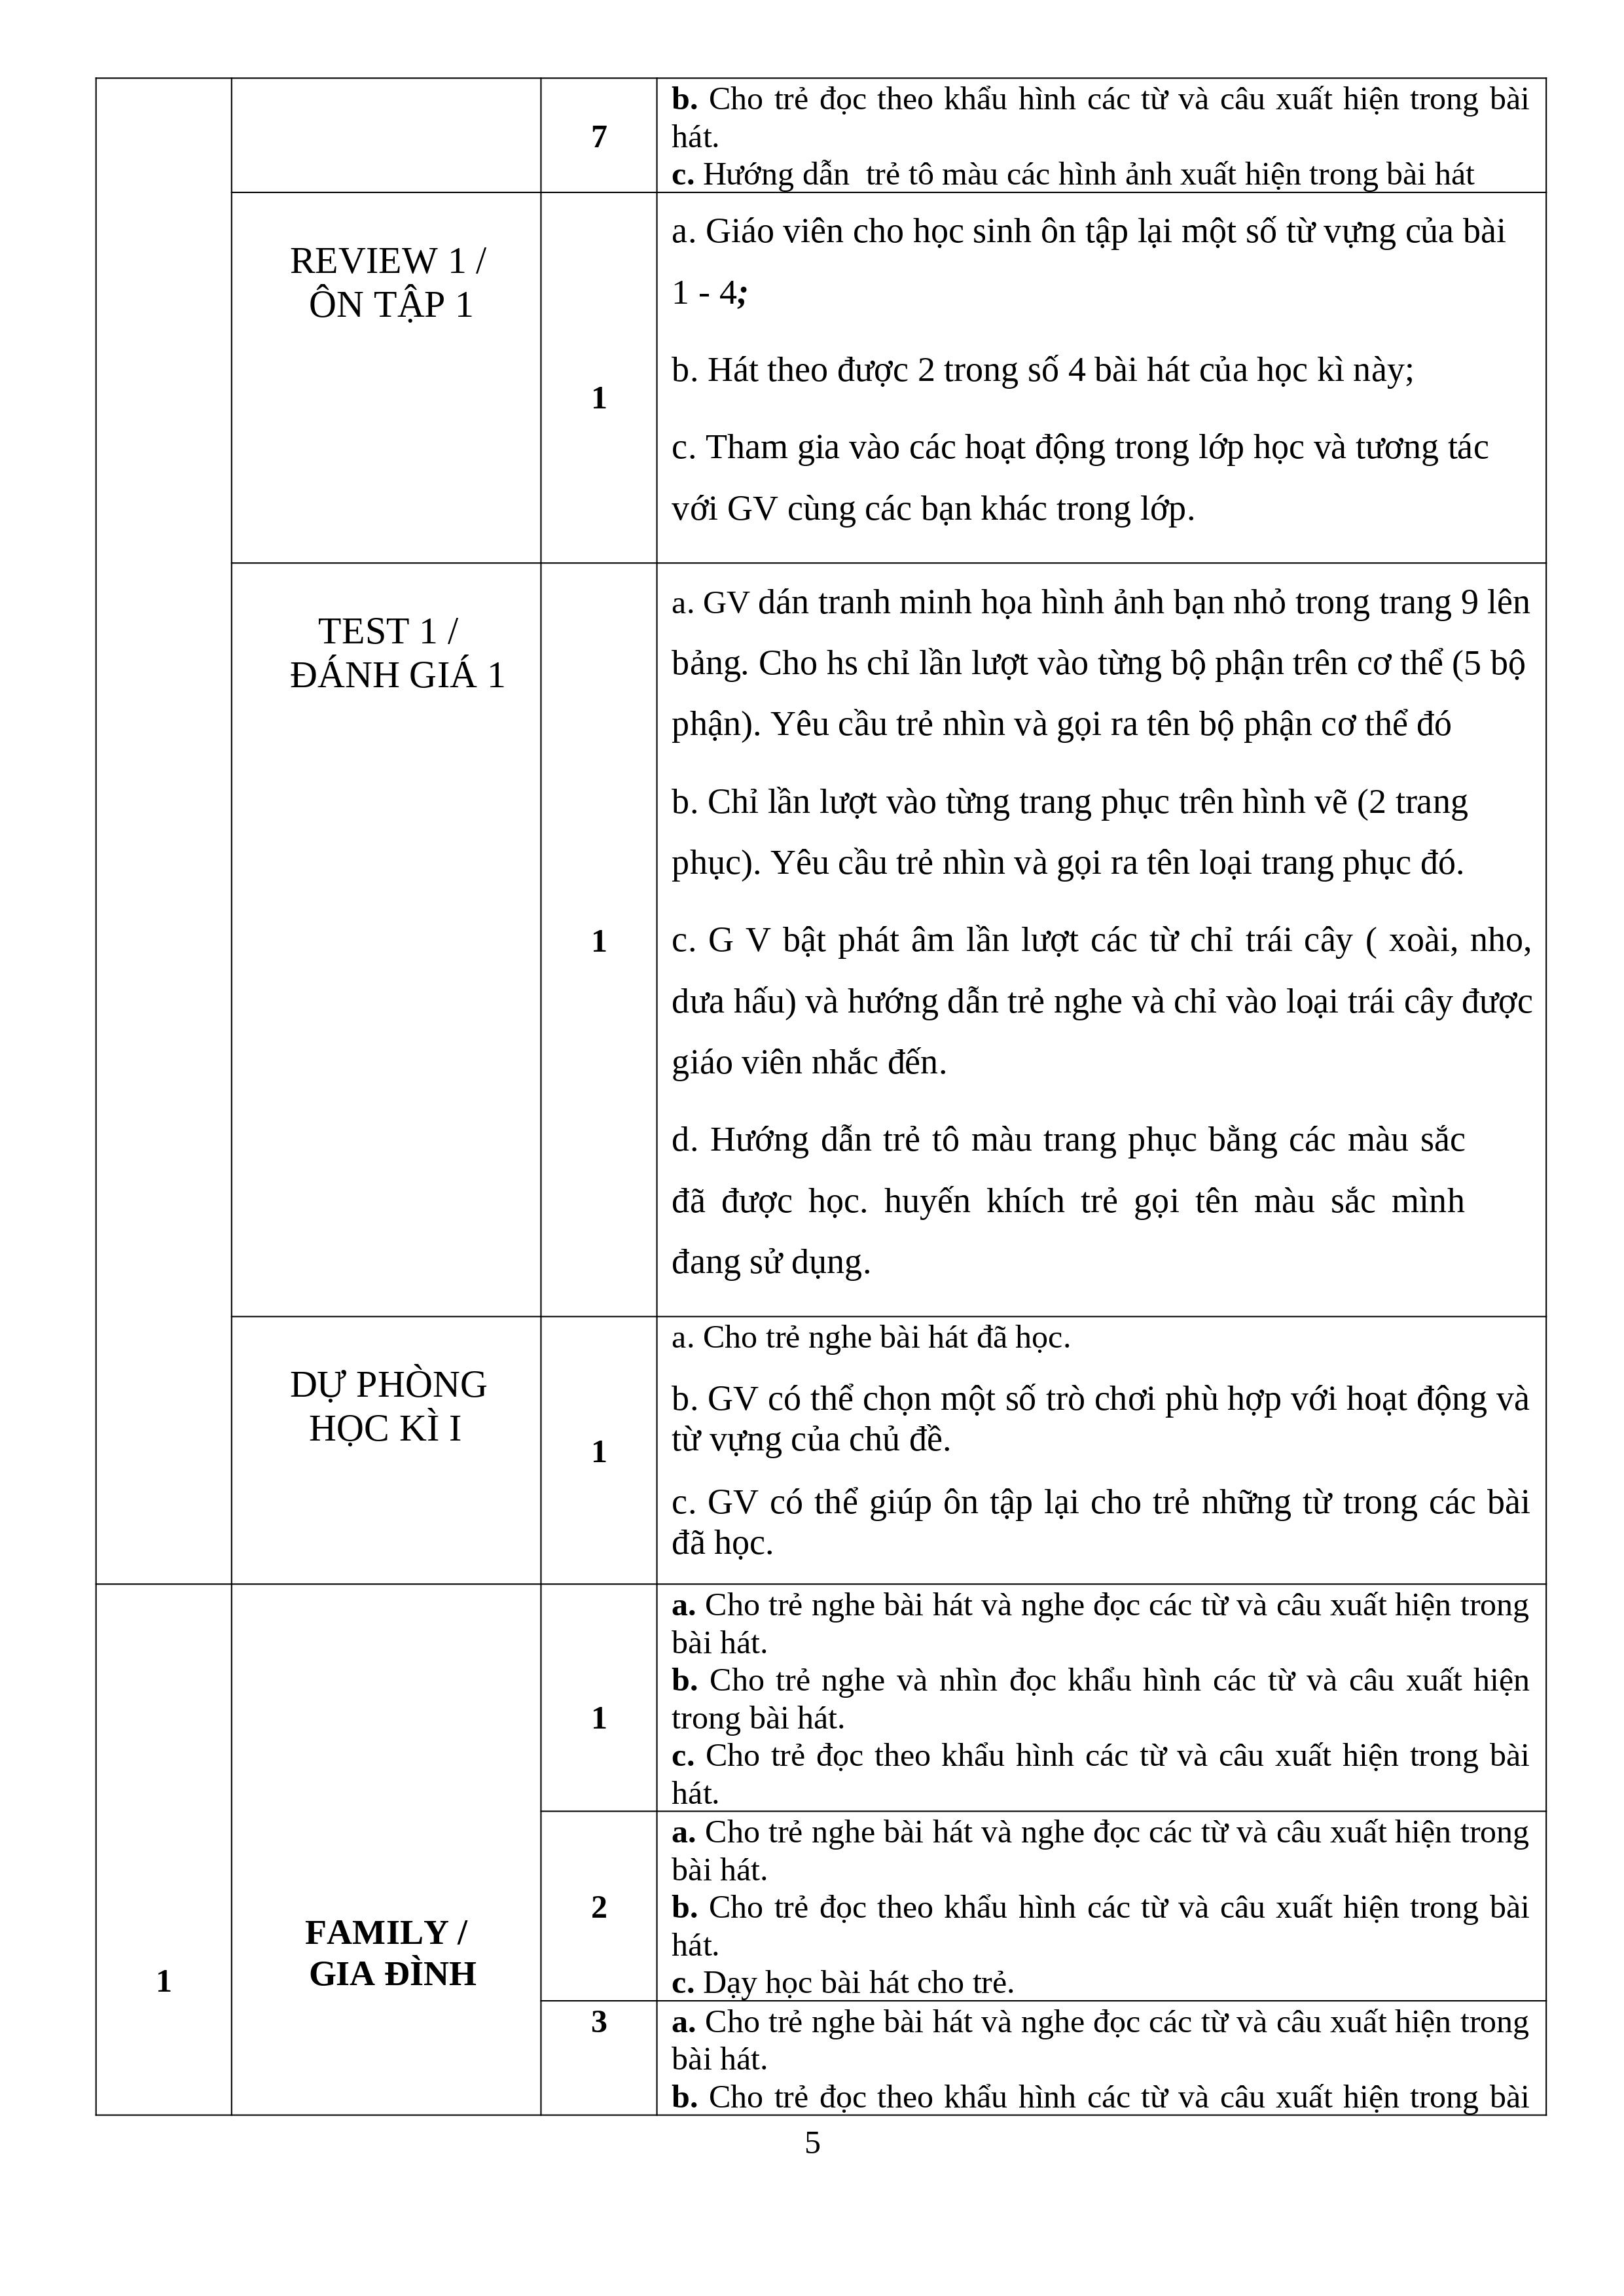 b. Cho trẻ đọc theo khẩu hình các từ và câu xuất hiện trong bài
hát.
7
c. Hướng dẫn  trẻ tô màu các hình ảnh xuất hiện trong bài hát
REVIEW 1 /
ÔN TẬP 1
1
a. Giáo viên cho học sinh ôn tập lại một số từ vựng của bài
1 - 4;
b. Hát theo được 2 trong số 4 bài hát của học kì này;
c. Tham gia vào các hoạt động trong lớp học và tương tác
với GV cùng các bạn khác trong lớp.
TEST 1 /
ĐÁNH GIÁ 1
1
a. GV dán tranh minh họa hình ảnh bạn nhỏ trong trang 9 lên
bảng. Cho hs chỉ lần lượt vào từng bộ phận trên cơ thể (5 bộ
phận). Yêu cầu trẻ nhìn và gọi ra tên bộ phận cơ thể đó
b. Chỉ lần lượt vào từng trang phục trên hình vẽ (2 trang
phục). Yêu cầu trẻ nhìn và gọi ra tên loại trang phục đó.
c. G V bật phát âm lần lượt các từ chỉ trái cây ( xoài, nho,
dưa hấu) và hướng dẫn trẻ nghe và chỉ vào loại trái cây được
giáo viên nhắc đến.
d. Hướng dẫn trẻ tô màu trang phục bằng các màu sắc
đã được học. huyến khích trẻ gọi tên màu sắc mình
đang sử dụng.
DỰ PHÒNG
HỌC KÌ I
1
a. Cho trẻ nghe bài hát đã học.
b. GV có thể chọn một số trò chơi phù hợp với hoạt động và
từ vựng của chủ đề.
c. GV có thể giúp ôn tập lại cho trẻ những từ trong các bài
đã học.
1
FAMILY /
GIA ĐÌNH
1
a. Cho trẻ nghe bài hát và nghe đọc các từ và câu xuất hiện trong
bài hát.
b. Cho trẻ nghe và nhìn đọc khẩu hình các từ và câu xuất hiện
trong bài hát.
c. Cho trẻ đọc theo khẩu hình các từ và câu xuất hiện trong bài
hát.
2
a. Cho trẻ nghe bài hát và nghe đọc các từ và câu xuất hiện trong
bài hát.
b. Cho trẻ đọc theo khẩu hình các từ và câu xuất hiện trong bài
hát.
c. Dạy học bài hát cho trẻ.
3
a. Cho trẻ nghe bài hát và nghe đọc các từ và câu xuất hiện trong
bài hát.
b. Cho trẻ đọc theo khẩu hình các từ và câu xuất hiện trong bài
5